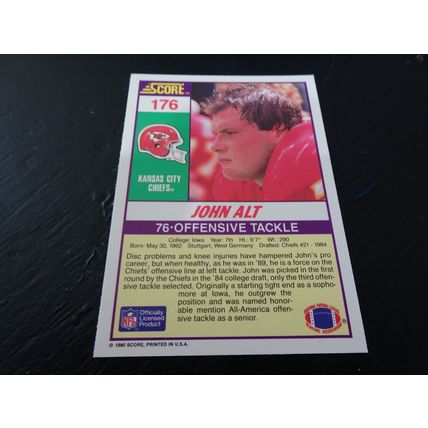 SCORE
176
KANSAS CITY
CHIEFS™
JOHN ALT
76·OFFENSIVE TACKLE
College: Iowa Year: 7th Ht.: 6'7" Wt.: 290
Born: May 30, 1962 Stuttgart, West Germany Drafted: Chiefs #21 - 1984
Disc problems and knee injuries have hampered John's pro
career, but when healthy, as he was in '89, he is a force on the
Chiefs' offensive line at left tackle. John was picked in the first
round by the Chiefs in the '84 college draft, only the third offen-
sive tackle selected. Originally a starting tight end as a sopho-
more at Iowa, he outgrew the
position and was named honor-
able mention All-America offen-
sive tackle as a senior.
NFL
Officially
Licensed
Product
© 1990 SCORE, PRINTED IN U.S.A.